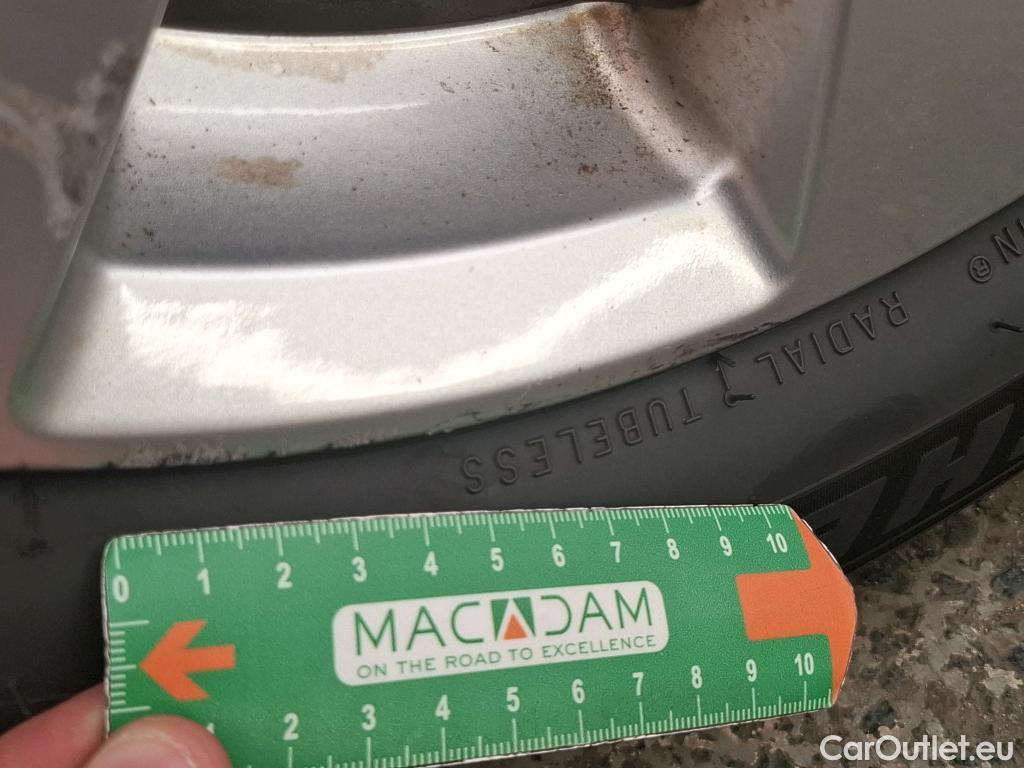 IN®
RADIAL TUBELESS
0 1 2 3 4 5 6 7 8 9 10
MACADAM
ON THE ROAD TO EXCELLENCE
1 2 3 4 5 6 7 8 9 10
CarOutlet.eu